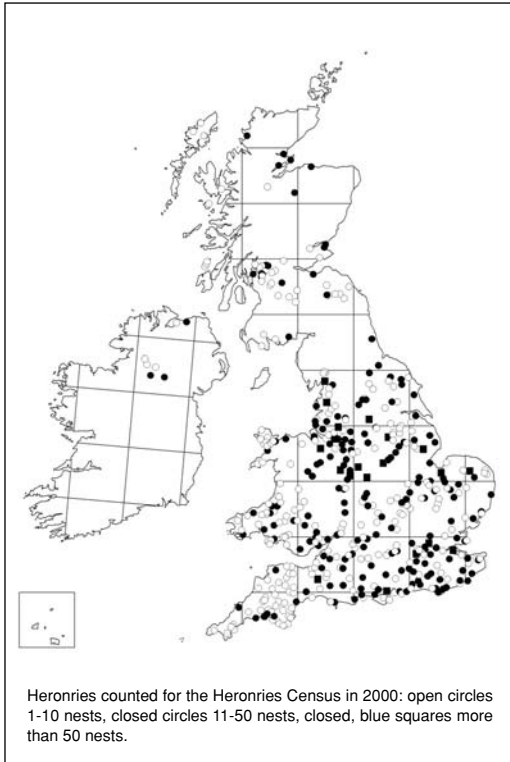 Heronries counted for the Heronries Census in 2000: open circles
1-10 nests, closed circles 11-50 nests, closed, blue squares more
than 50 nests.